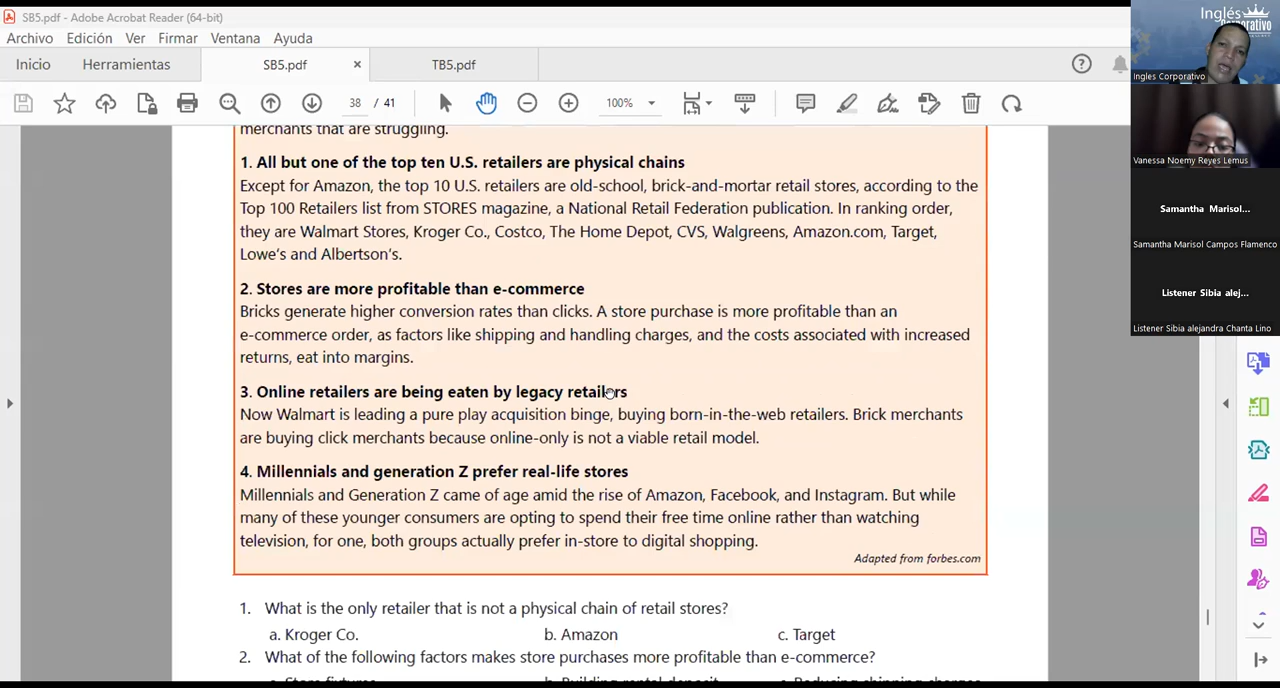 SB5.pdf - Adobe Acrobat Reader (64-bit)
Archivo Edición Ver Firmar Ventana Ayuda
Inicio Herramientas SB5.pdf × TB5.pdf
38 / 41 100%
merchants that are struggling.
1. All but one of the top ten U.S. retailers are physical chains
Except for Amazon, the top 10 U.S. retailers are old-school, brick-and-mortar retail stores, according to the
Top 100 Retailers list from STORES magazine, a National Retail Federation publication. In ranking order,
they are Walmart Stores, Kroger Co., Costco, The Home Depot, CVS, Walgreens, Amazon.com, Target,
Lowe's and Albertson's.
2. Stores are more profitable than e-commerce
Bricks generate higher conversion rates than clicks. A store purchase is more profitable than an
e-commerce order, as factors like shipping and handling charges, and the costs associated with increased
returns, eat into margins.
3. Online retailers are being eaten by legacy retailers
Now Walmart is leading a pure play acquisition binge, buying born-in-the-web retailers. Brick merchants
are buying click merchants because online-only is not a viable retail model.
4. Millennials and generation Z prefer real-life stores
Millennials and Generation Z came of age amid the rise of Amazon, Facebook, and Instagram. But while
many of these younger consumers are opting to spend their free time online rather than watching
television, for one, both groups actually prefer in-store to digital shopping.
Adapted from forbes.com
1. What is the only retailer that is not a physical chain of retail stores?
a. Kroger Co. b. Amazon c. Target
2. What of the following factors makes store purchases more profitable than e-commerce?
a. Store fixtures b. Building rental deposit c. Reducing shipping charges
Inglés
Corporativo
Ingles Corporativo
Vanessa Noemy Reyes Lemus
Samantha Marisol...
Samantha Marisol Campos Flamenco
Listener Sibia alej...
Listener Sibia alejandra Chanta Lino